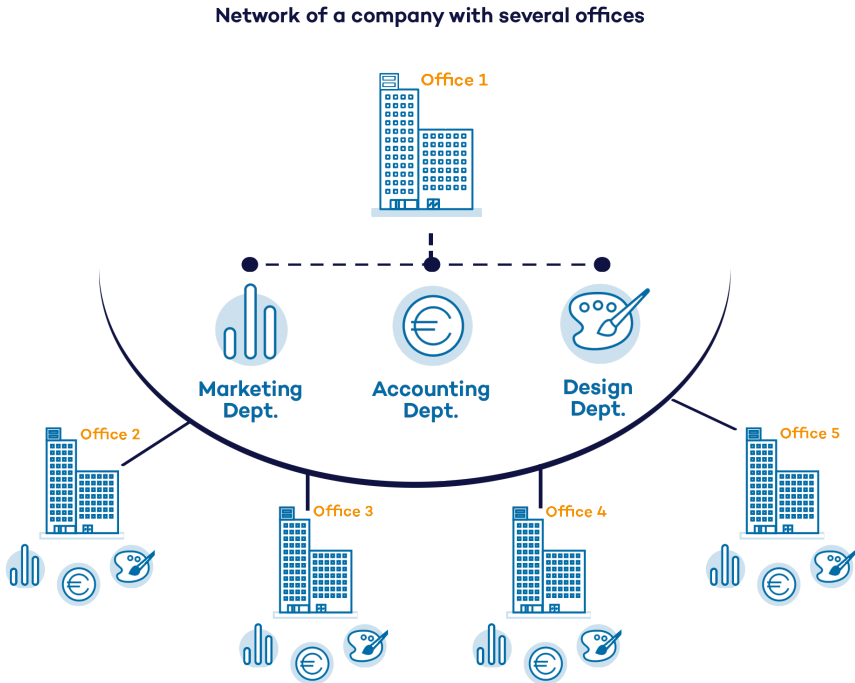 Network of a company with several offices
Office 1
Marketing
Dept.
Accounting
Dept.
Design
Dept.
Office 2
Office 5
Office 3
Office 4